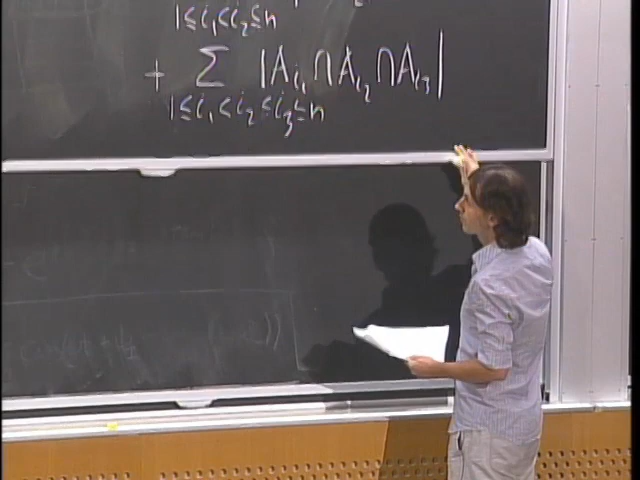 1≤i₁<i₂≤n
+ ∑ |A_{i₁} ∩ A_{i₂} ∩ A_{i₃}|
1≤i₁<i₂≤i₃≤n